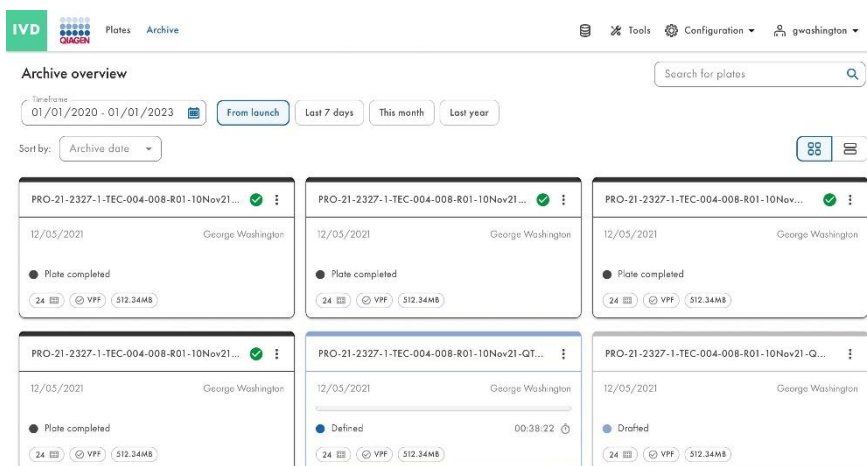 IVD QIAGEN Plates Archive Tools Configuration gwashington
Archive overview
Search for plates
Timeframe
01/01/2020 - 01/01/2023 From launch Last 7 days This month Last year
Sort by: Archive date
PRO-21-2327-1-TEC-004-008-R01-10Nov21... PRO-21-2327-1-TEC-004-008-R01-10Nov21... PRO-21-2327-1-TEC-004-008-R01-10Nov...
12/05/2021 George Washington 12/05/2021 George Washington 12/05/2021 George Washington
Plate completed Plate completed Plate completed
24 VPF 512.34MB 24 VPF 512.34MB 24 VPF 512.34MB
PRO-21-2327-1-TEC-004-008-R01-10Nov21... PRO-21-2327-1-TEC-004-008-R01-10Nov21-QT... PRO-21-2327-1-TEC-004-008-R01-10Nov21-Q...
12/05/2021 George Washington 12/05/2021 George Washington 12/05/2021 George Washington
Plate completed Defined 00:38:22 Drafted
24 VPF 512.34MB 24 VPF 512.34MB 24 VPF 512.34MB